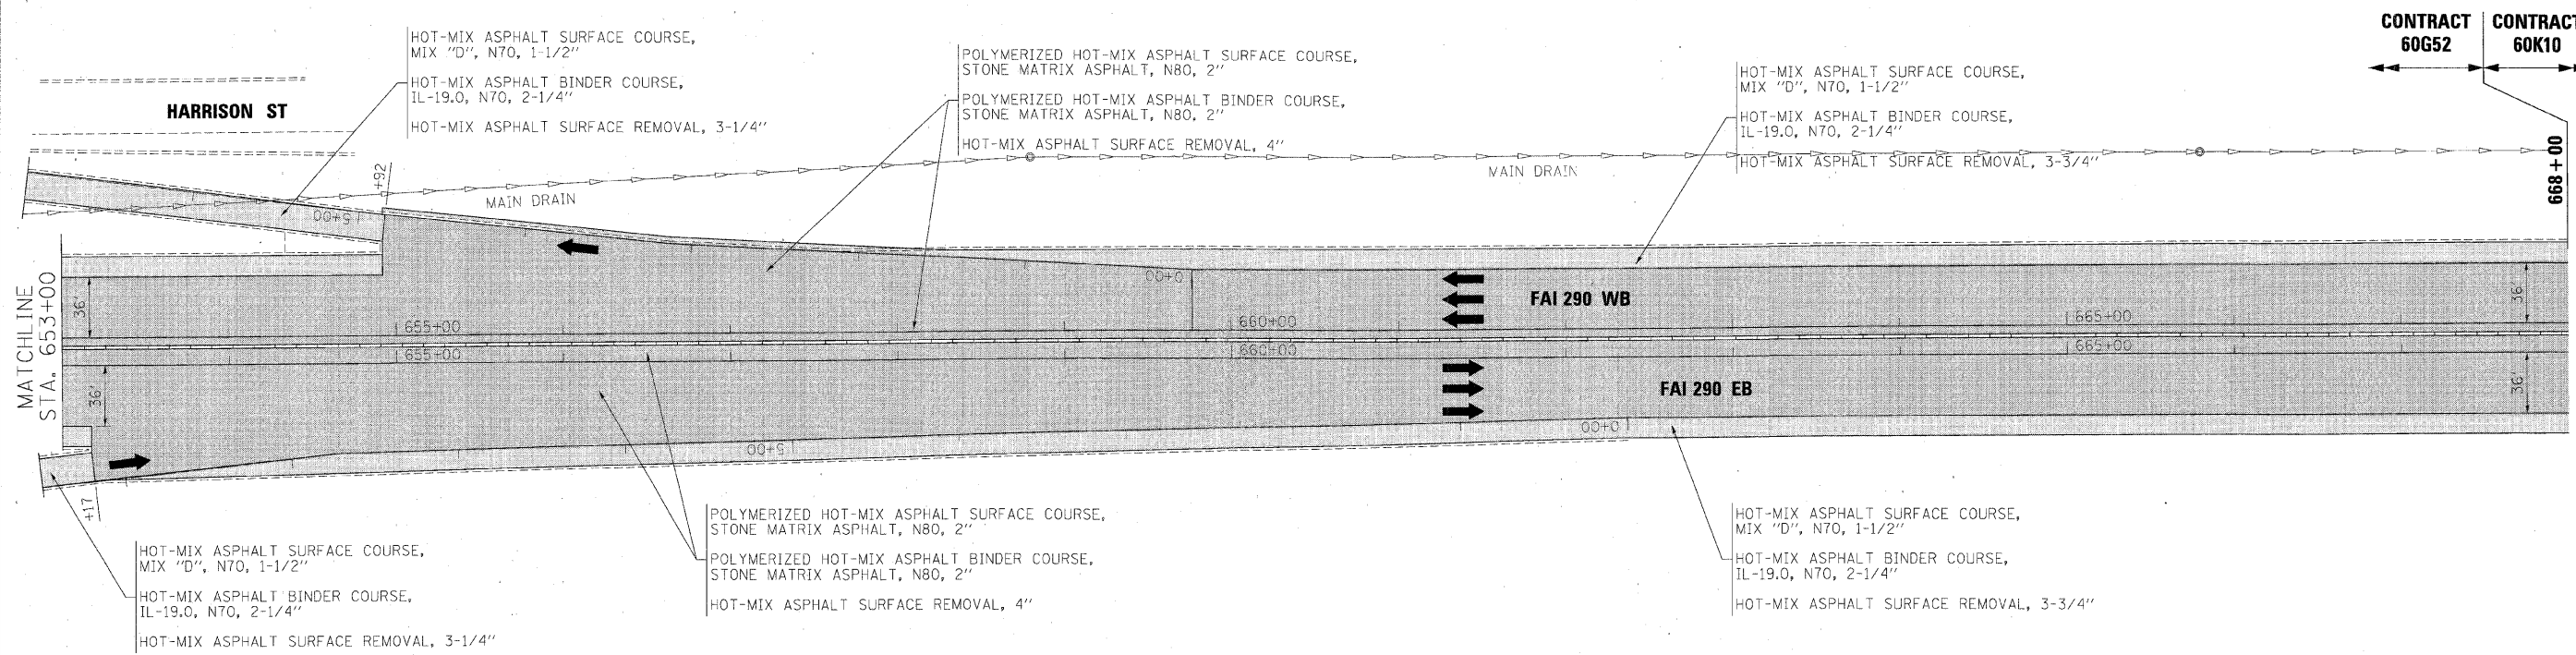 CONTRACT
60G52
CONTRACT
60K10
HOT-MIX ASPHALT SURFACE COURSE,
MIX "D", N70, 1-1/2"
HOT-MIX ASPHALT BINDER COURSE,
IL-19.0, N70, 2-1/4"
HOT-MIX ASPHALT SURFACE REMOVAL, 3-1/4"
POLYMERIZED HOT-MIX ASPHALT SURFACE COURSE,
STONE MATRIX ASPHALT, N80, 2"
POLYMERIZED HOT-MIX ASPHALT BINDER COURSE,
STONE MATRIX ASPHALT, N80, 2"
HOT-MIX ASPHALT SURFACE REMOVAL, 4"
HOT-MIX ASPHALT SURFACE COURSE,
MIX "D", N70, 1-1/2"
HOT-MIX ASPHALT BINDER COURSE,
IL-19.0, N70, 2-1/4"
HOT-MIX ASPHALT SURFACE REMOVAL, 3-3/4"
HARRISON ST
+92
MAIN DRAIN
MAIN DRAIN
668+00
5+00
0+00
MATCHLINE
STA. 653+00
36'
FAI 290 WB
36'
655+00
660+00
665+00
655+00
660+00
665+00
36'
FAI 290 EB
36'
0+00
5+00
+17
HOT-MIX ASPHALT SURFACE COURSE,
MIX "D", N70, 1-1/2"
HOT-MIX ASPHALT BINDER COURSE,
IL-19.0, N70, 2-1/4"
HOT-MIX ASPHALT SURFACE REMOVAL, 3-1/4"
POLYMERIZED HOT-MIX ASPHALT SURFACE COURSE,
STONE MATRIX ASPHALT, N80, 2"
POLYMERIZED HOT-MIX ASPHALT BINDER COURSE,
STONE MATRIX ASPHALT, N80, 2"
HOT-MIX ASPHALT SURFACE REMOVAL, 4"
HOT-MIX ASPHALT SURFACE COURSE,
MIX "D", N70, 1-1/2"
HOT-MIX ASPHALT BINDER COURSE,
IL-19.0, N70, 2-1/4"
HOT-MIX ASPHALT SURFACE REMOVAL, 3-3/4"